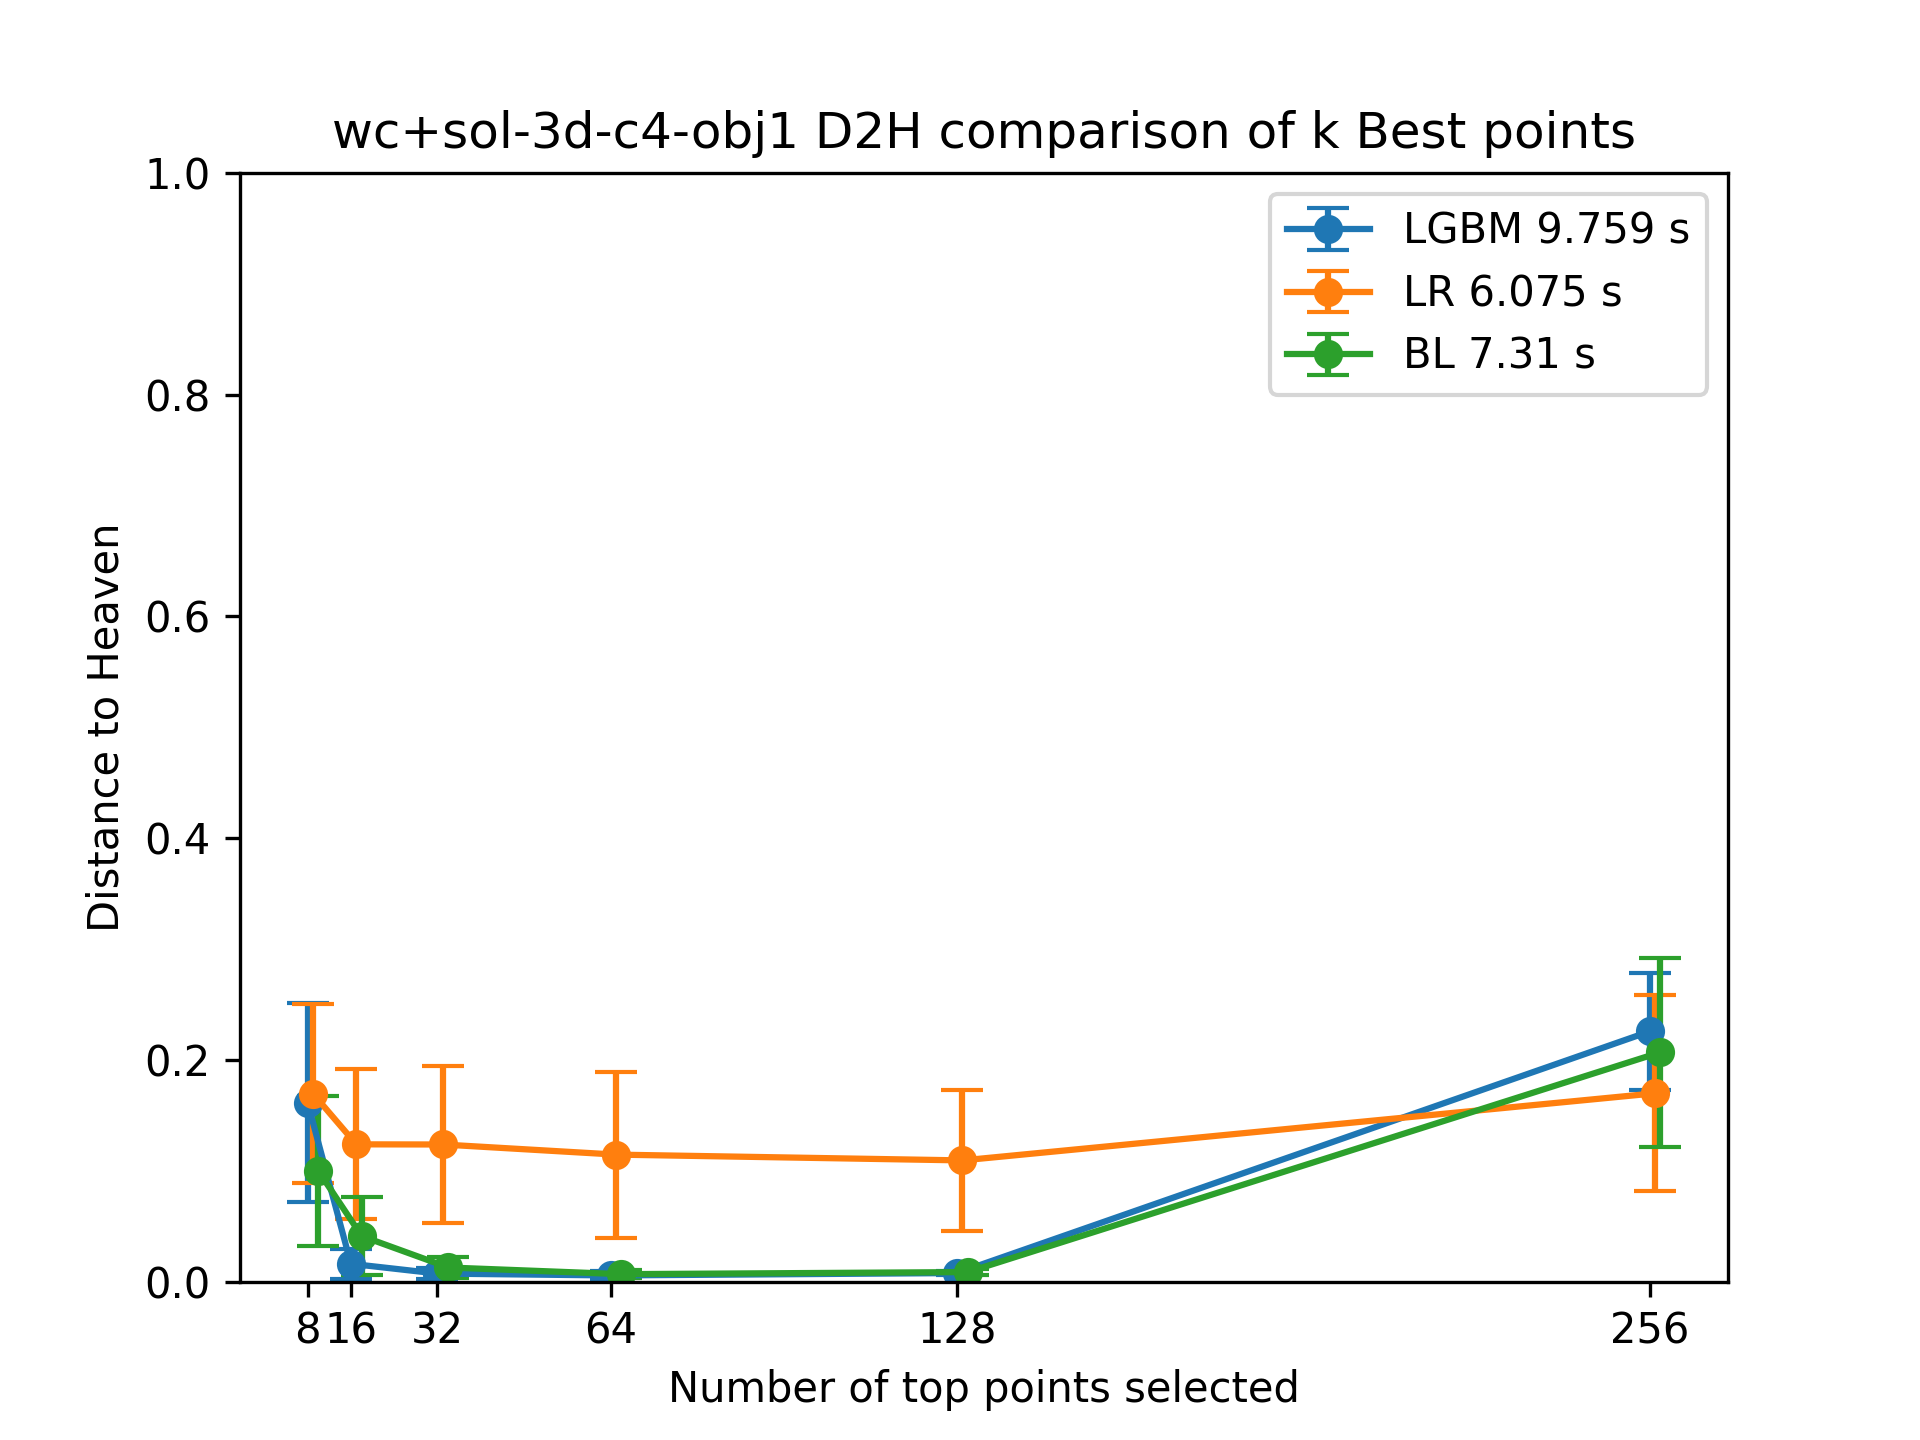 wc+sol-3d-c4-obj1 D2H comparison of k Best points
LGBM 9.759 s
LR 6.075 s
BL 7.31 s
1.0
0.8
0.6
0.4
0.2
0.0
Distance to Heaven
8 16 32 64 128 256
Number of top points selected